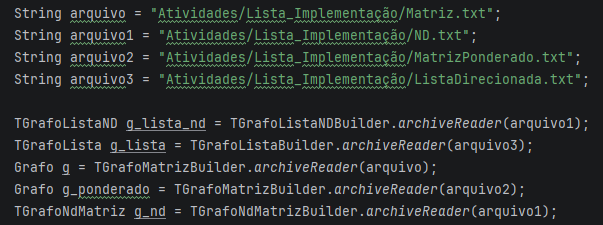 String arquivo = "Atividades/Lista_Implementação/Matriz.txt";
String arquivo1 = "Atividades/Lista_Implementação/ND.txt";
String arquivo2 = "Atividades/Lista_Implementação/MatrizPonderado.txt";
String arquivo3 = "Atividades/Lista_Implementação/ListaDirecionada.txt";
TGrafoListaND g_lista_nd = TGrafoListaNDBuilder.archiveReader(arquivo1);
TGrafoLista g_lista = TGrafoListaBuilder.archiveReader(arquivo3);
Grafo g = TGrafoMatrizBuilder.archiveReader(arquivo);
Grafo g_ponderado = TGrafoMatrizBuilder.archiveReader(arquivo2);
TGrafoNdMatriz g_nd = TGrafoNdMatrizBuilder.archiveReader(arquivo1);